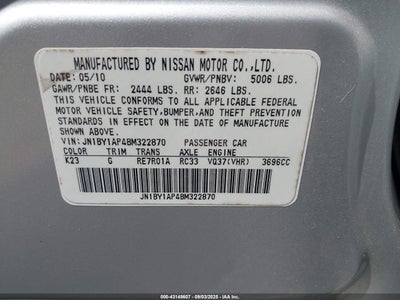 MANUFACTURED BY NISSAN MOTOR CO.,LTD.
DATE: 05/10 GVWR/PNBV: 5006 LBS.
GAWR/PNBE FR: 2444 LBS. RR: 2646 LBS.
THIS VEHICLE CONFORMS TO ALL APPLICABLE FEDERAL
MOTOR VEHICLE SAFETY,BUMPER,AND THEFT PREVENTION
STANDARDS IN EFFECT ON THE DATE OF MANUFACTURE
SHOWN ABOVE.
VIN: JN1BY1AP4BM322870 PASSENGER CAR
COLOR TRIM TRANS AXLE ENGINE
K23 G RE7R01A RC33 VQ37(VHR) 3696CC
JN1BY1AP4BM322870
000-43148607 - 09/03/2025 - 0000181089